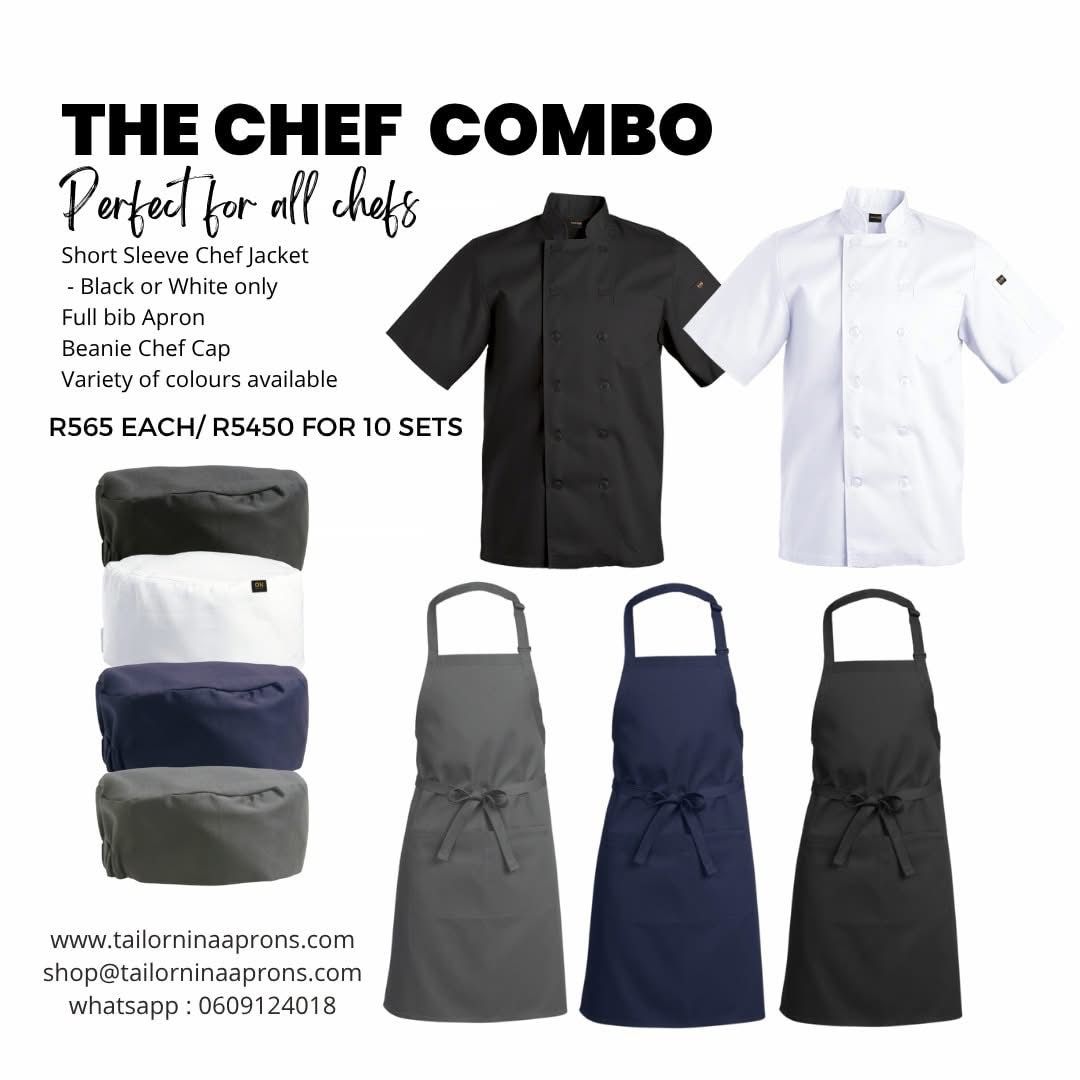 THE CHEF COMBO
Perfect for all chefs
Short Sleeve Chef Jacket
- Black or White only
Full bib Apron
Beanie Chef Cap
Variety of colours available
R565 EACH/ R5450 FOR 10 SETS
www.tailorninaaprons.com
shop@tailorninaaprons.com
whatsapp : 0609124018